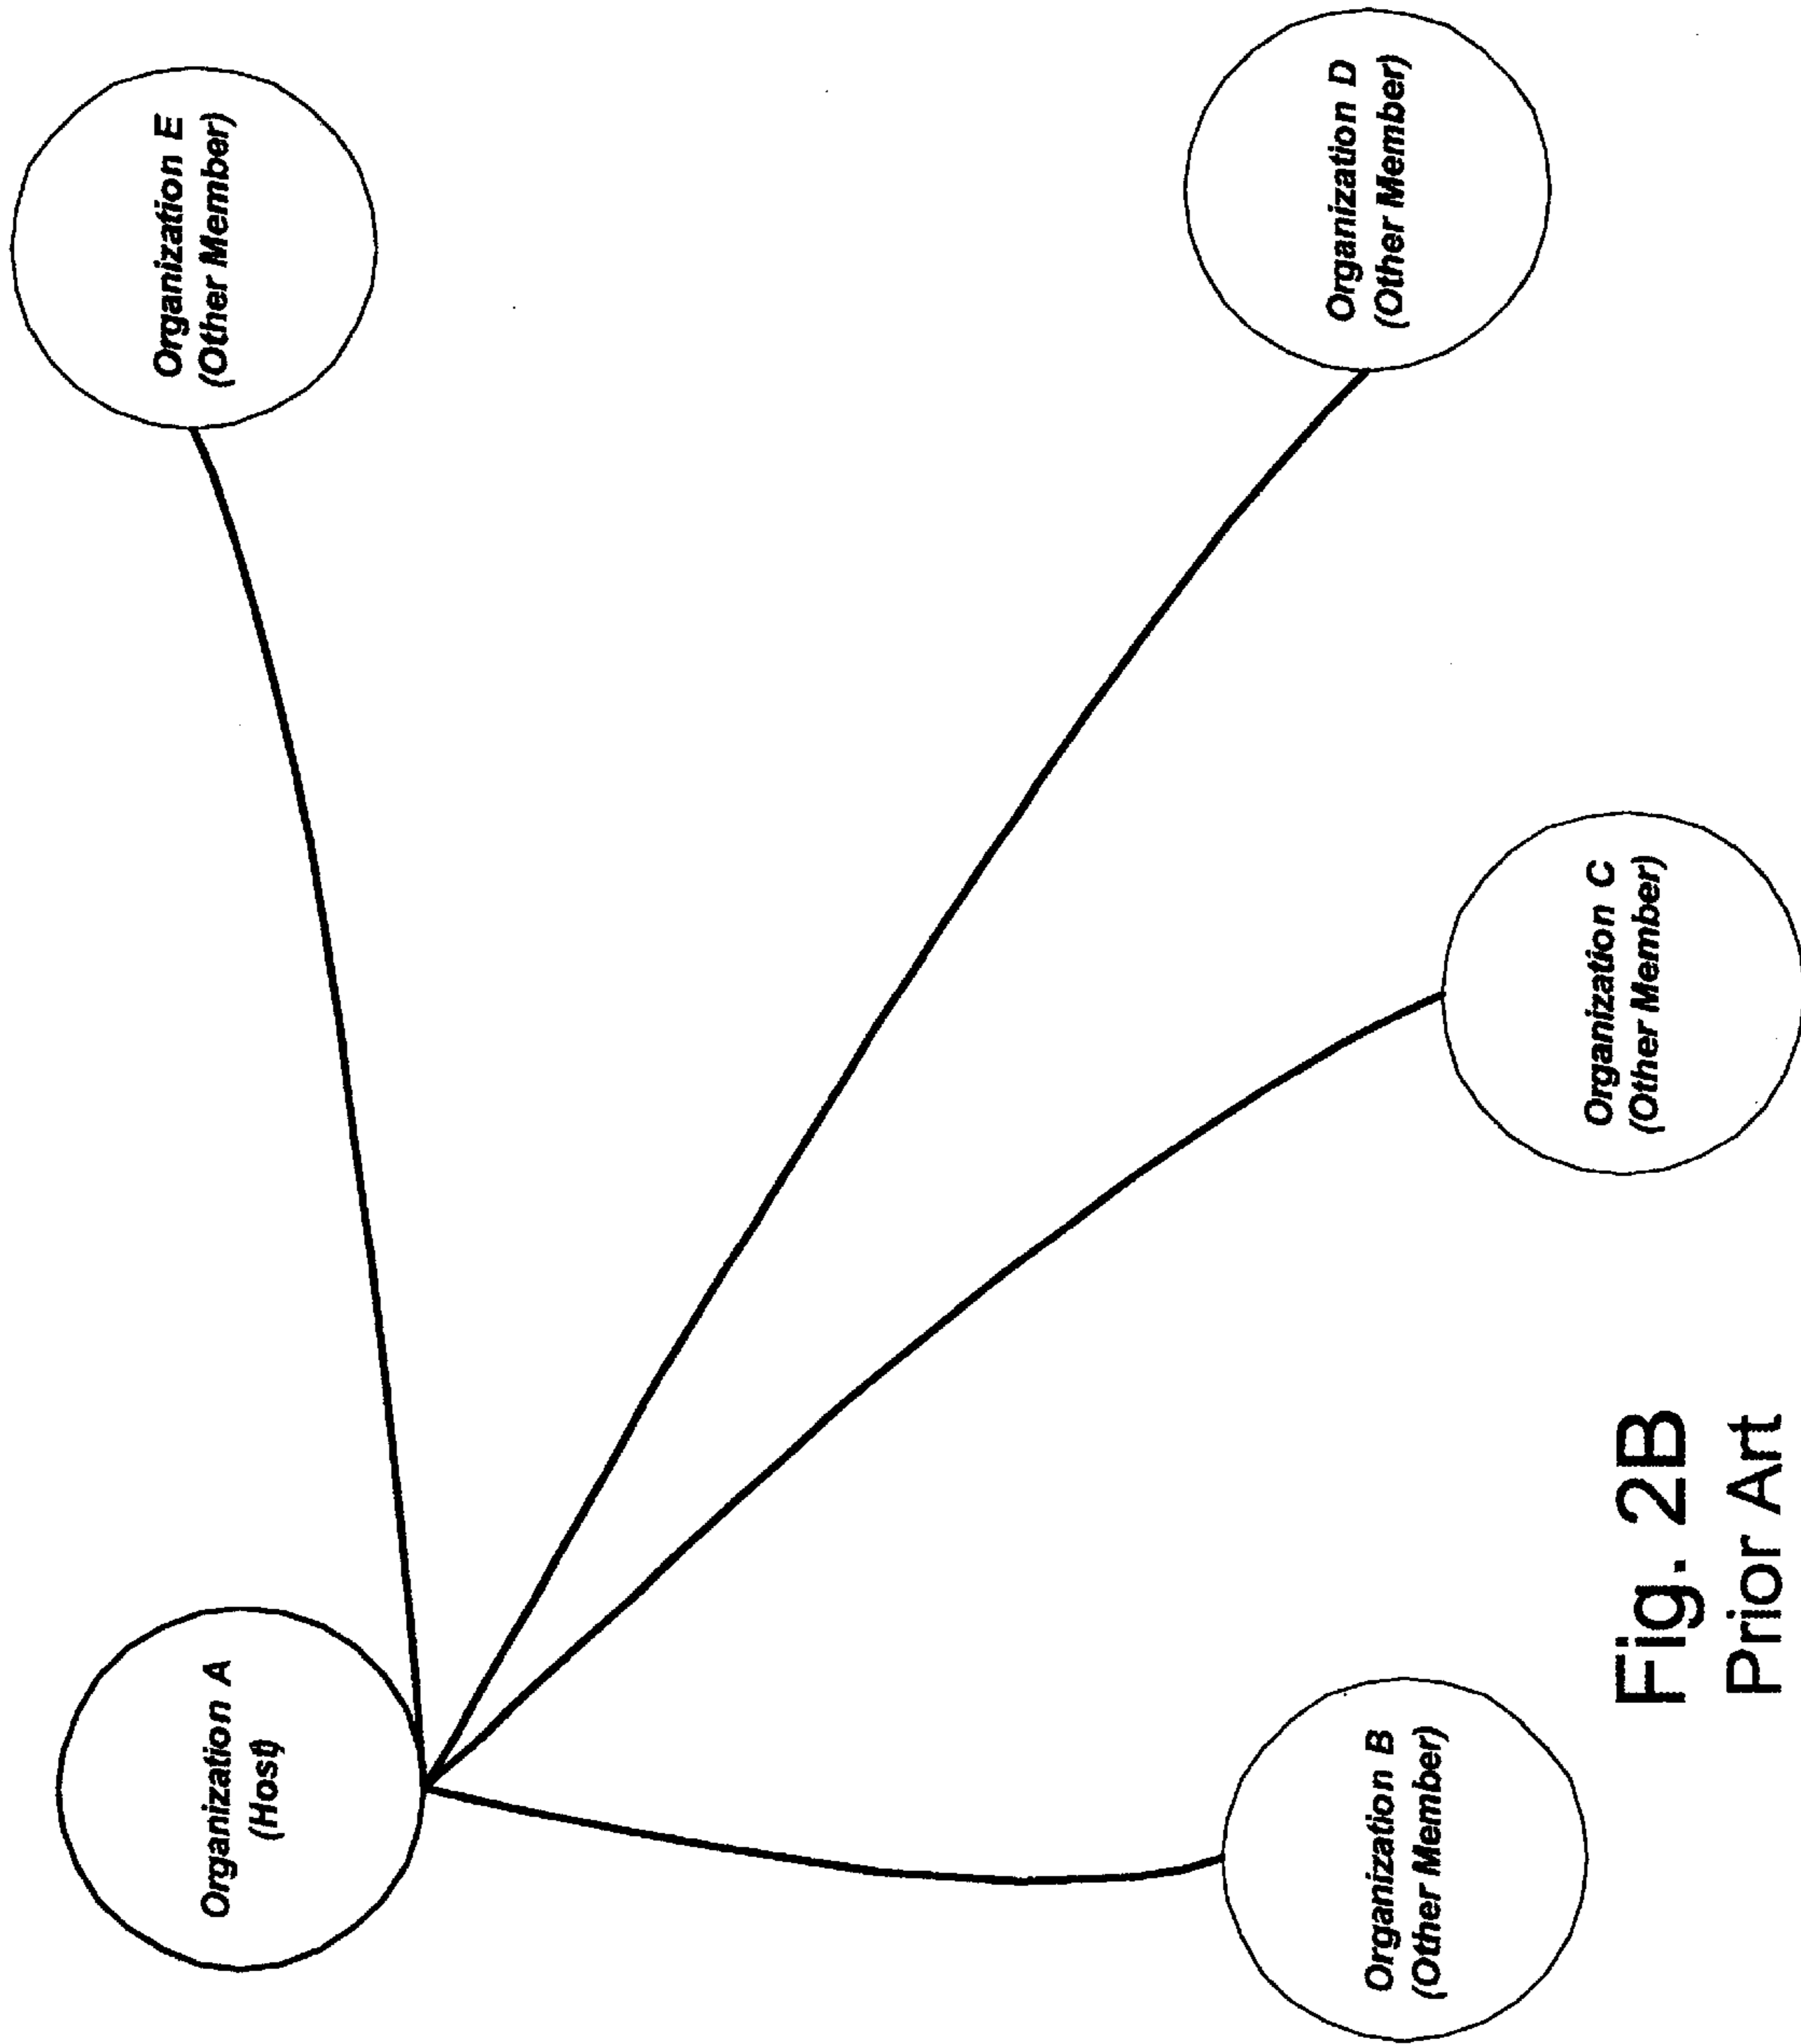 Organization A
(Host)
Organization E
(Other Member)
Organization B
(Other Member)
Organization C
(Other Member)
Organization D
(Other Member)
Fig. 2B
Prior Art